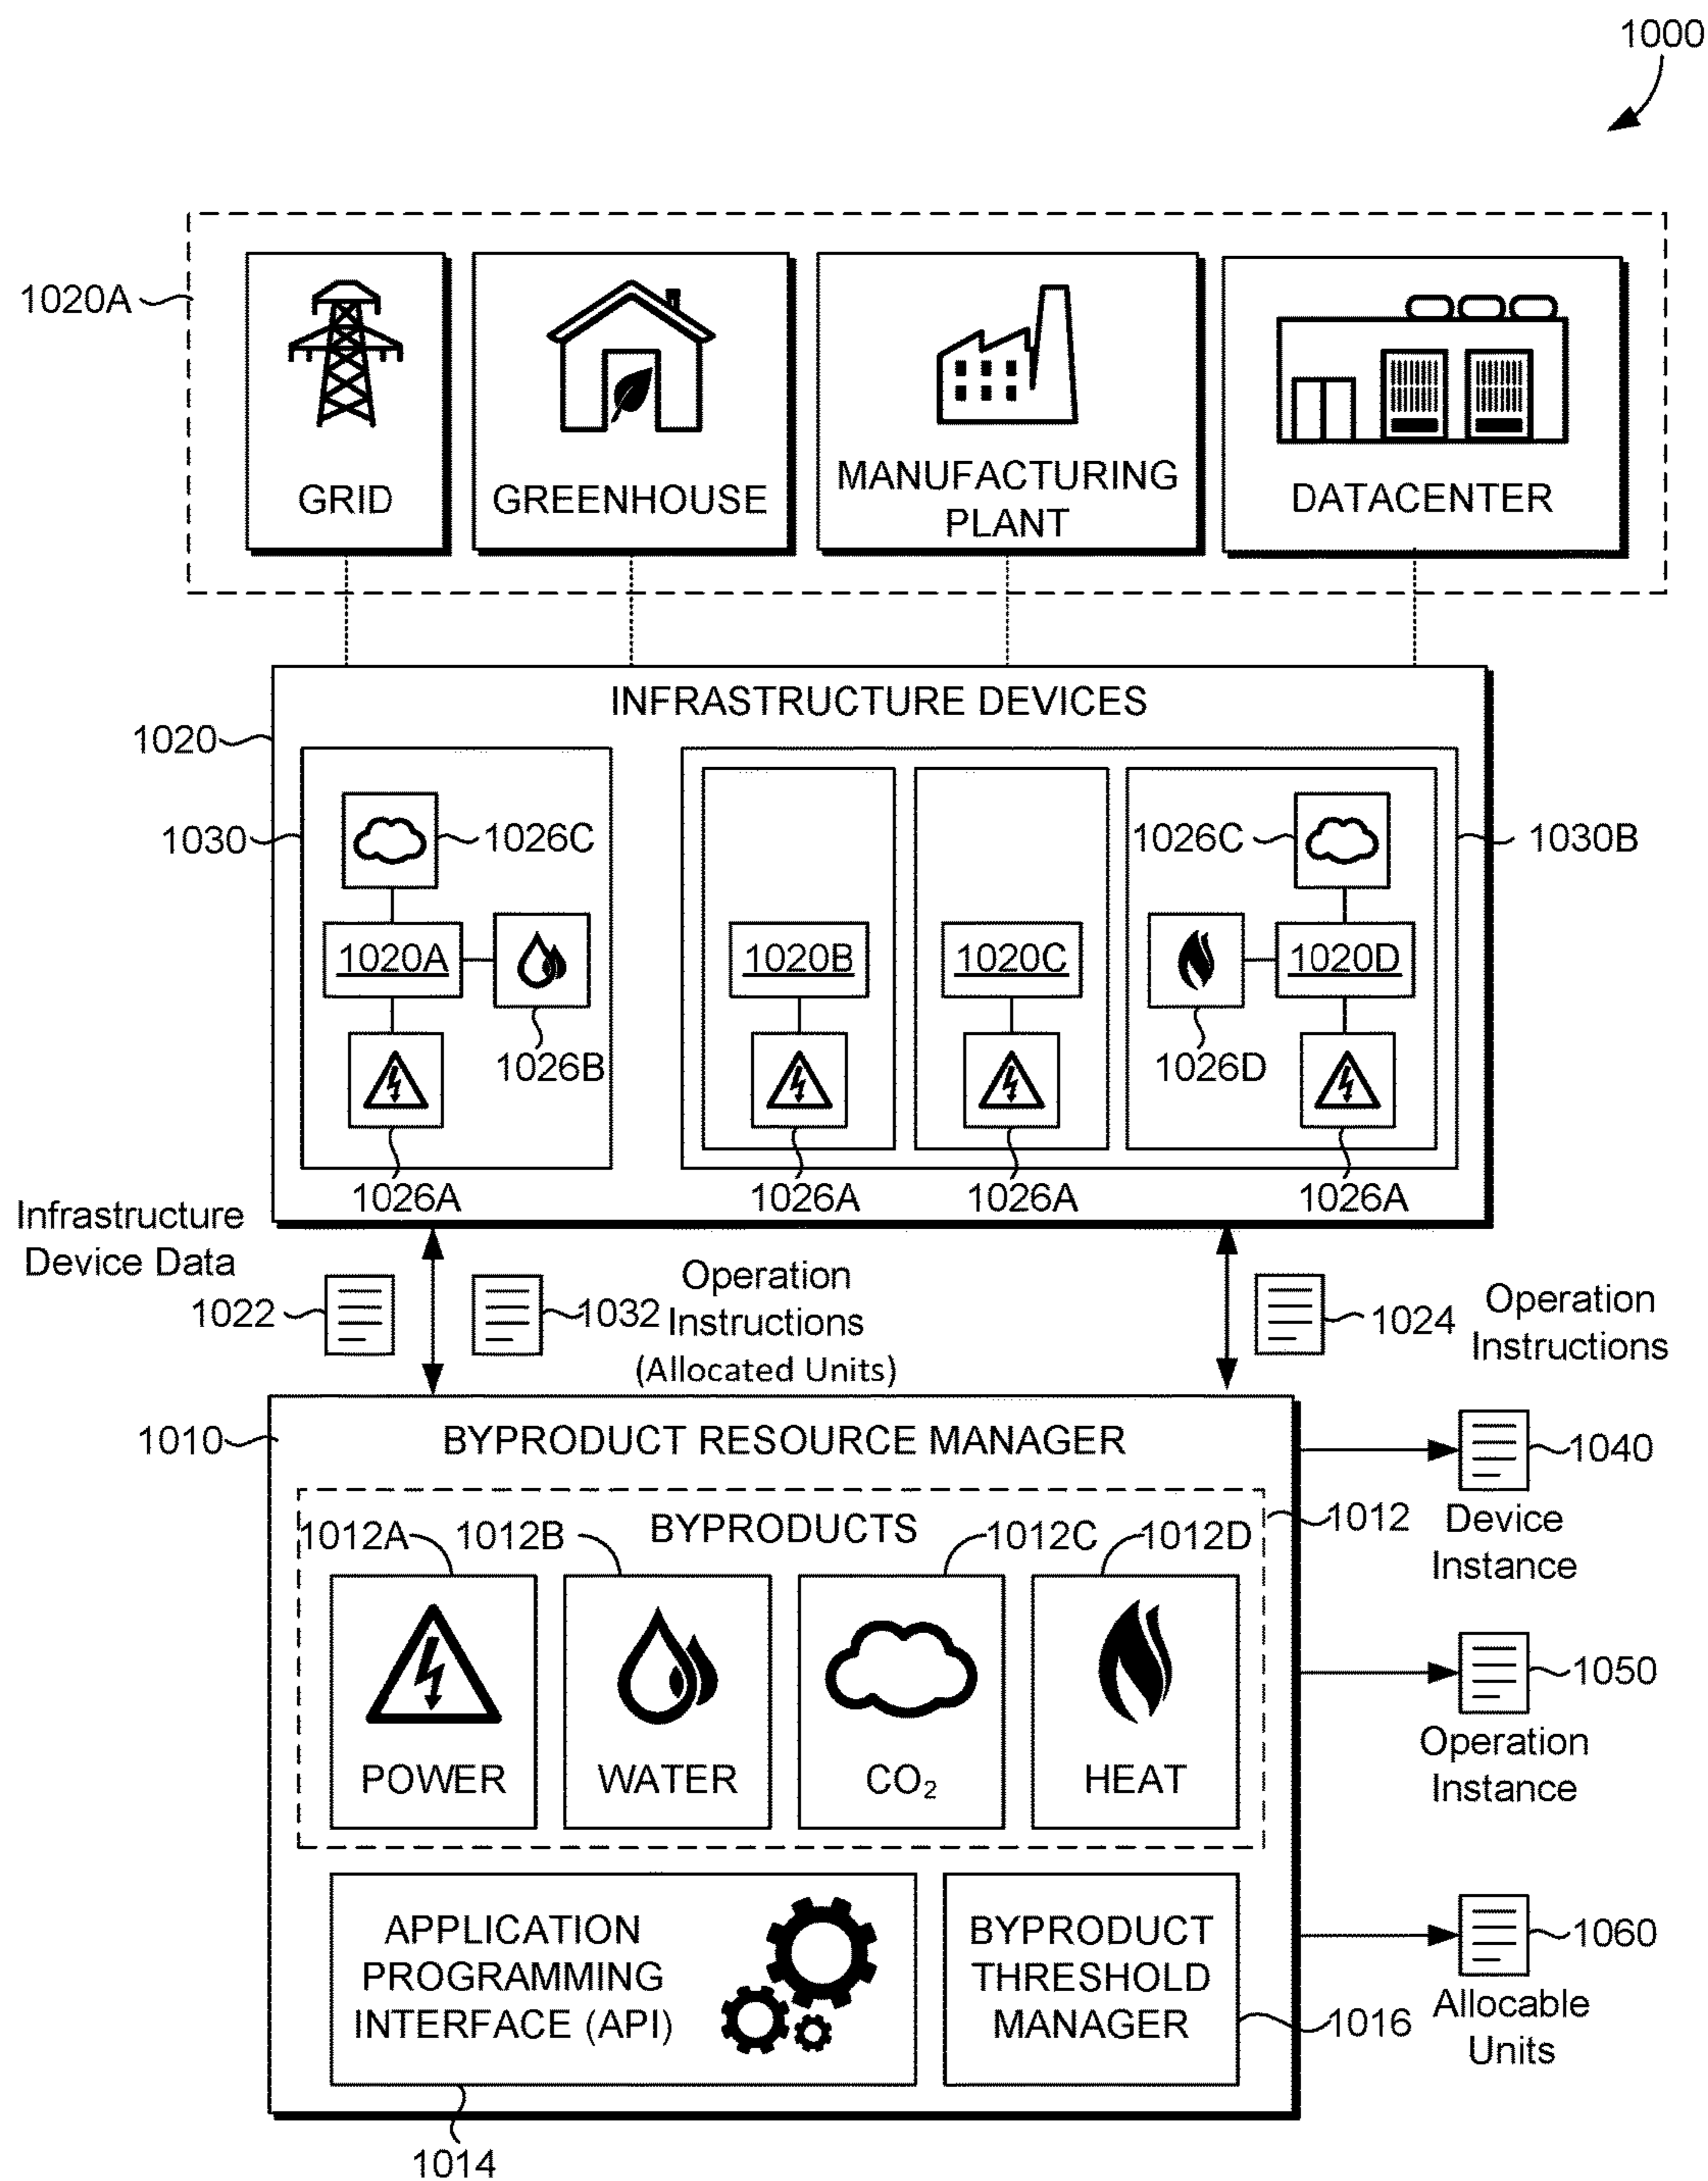 1000
1020A
GRID
GREENHOUSE
MANUFACTURING
PLANT
DATACENTER
INFRASTRUCTURE DEVICES
1020
1030
1026C
1026C
1030B
1020A
1020B
1020C
1020D
1026B
1026D
1026A
1026A
1026A
1026A
Infrastructure
Device Data
1022
1032
Operation
Instructions
(Allocated Units)
1024
Operation
Instructions
1010
BYPRODUCT RESOURCE MANAGER
1040
Device
Instance
1012
BYPRODUCTS
1012A
1012B
1012C
1012D
POWER
WATER
CO₂
HEAT
1050
Operation
Instance
APPLICATION
PROGRAMMING
INTERFACE (API)
BYPRODUCT
THRESHOLD
MANAGER
1016
1060
Allocable
Units
1014